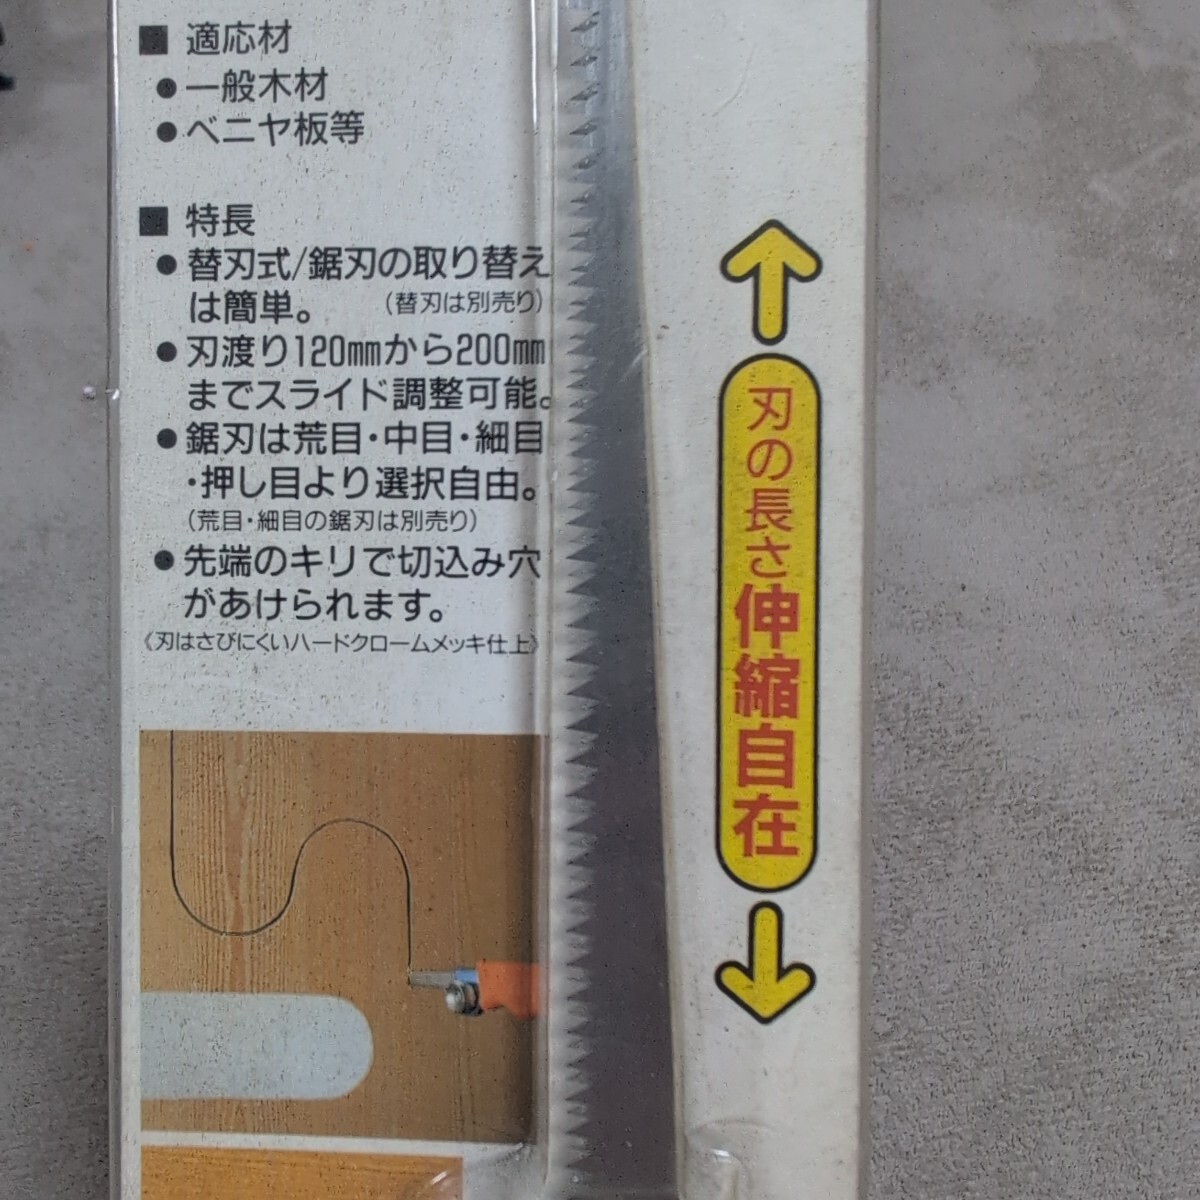 ■ 適応材
●一般木材
●ベニヤ板等
■ 特長
●替刃式/鋸刃の取り替え
は簡単。 （替刃は別売り）
●刃渡り120mmから200mm
までスライド調整可能。
●鋸刃は荒目・中目・細目
・押し目より選択自由。
（荒目・細目の鋸刃は別売り）
●先端のキリで切込み穴
があけられます。
《刃はさびにくいハードクロームメッキ仕上》
刃の長さ伸縮自在